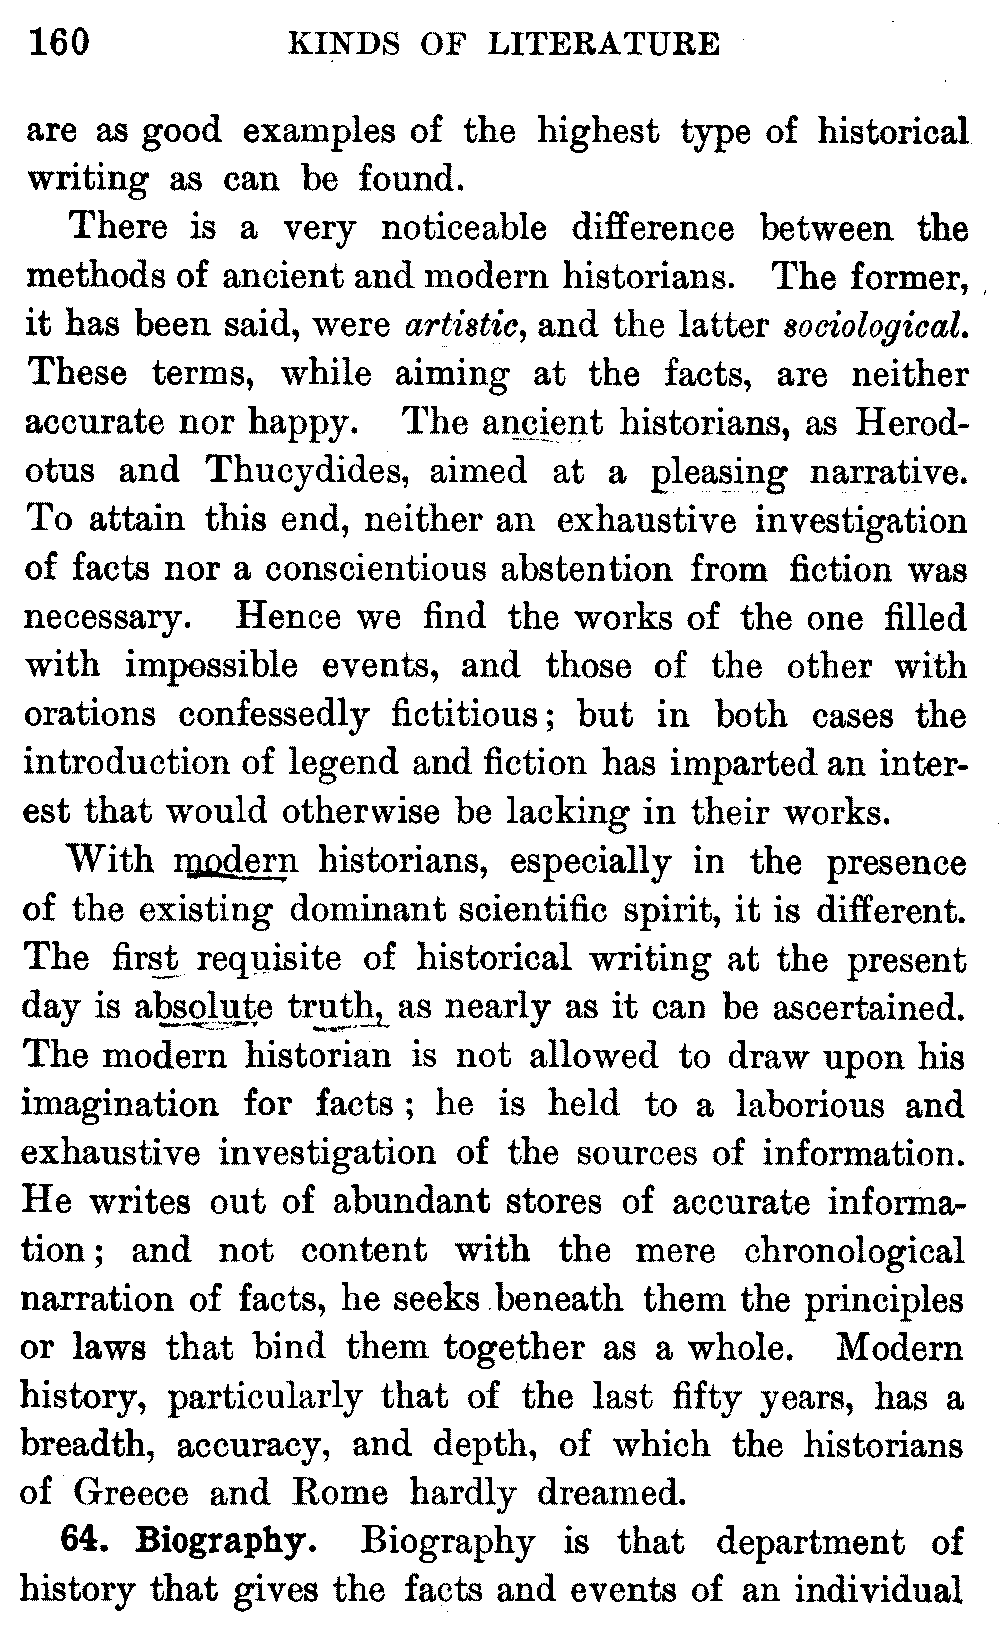 160 KINDS OF LITERATURE
are as good examples of the highest type of historical
writing as can be found.
There is a very noticeable difference between the
methods of ancient and modern historians. The former,
it has been said, were artistic, and the latter sociological.
These terms, while aiming at the facts, are neither
accurate nor happy. The ancient historians, as Herod-
otus and Thucydides, aimed at a pleasing narrative.
To attain this end, neither an exhaustive investigation
of facts nor a conscientious abstention from fiction was
necessary. Hence we find the works of the one filled
with impossible events, and those of the other with
orations confessedly fictitious; but in both cases the
introduction of legend and fiction has imparted an inter-
est that would otherwise be lacking in their works.
With modern historians, especially in the presence
of the existing dominant scientific spirit, it is different.
The first requisite of historical writing at the present
day is absolute truth, as nearly as it can be ascertained.
The modern historian is not allowed to draw upon his
imagination for facts; he is held to a laborious and
exhaustive investigation of the sources of information.
He writes out of abundant stores of accurate informa-
tion; and not content with the mere chronological
narration of facts, he seeks beneath them the principles
or laws that bind them together as a whole. Modern
history, particularly that of the last fifty years, has a
breadth, accuracy, and depth, of which the historians
of Greece and Rome hardly dreamed.
64. Biography. Biography is that department of
history that gives the facts and events of an individual